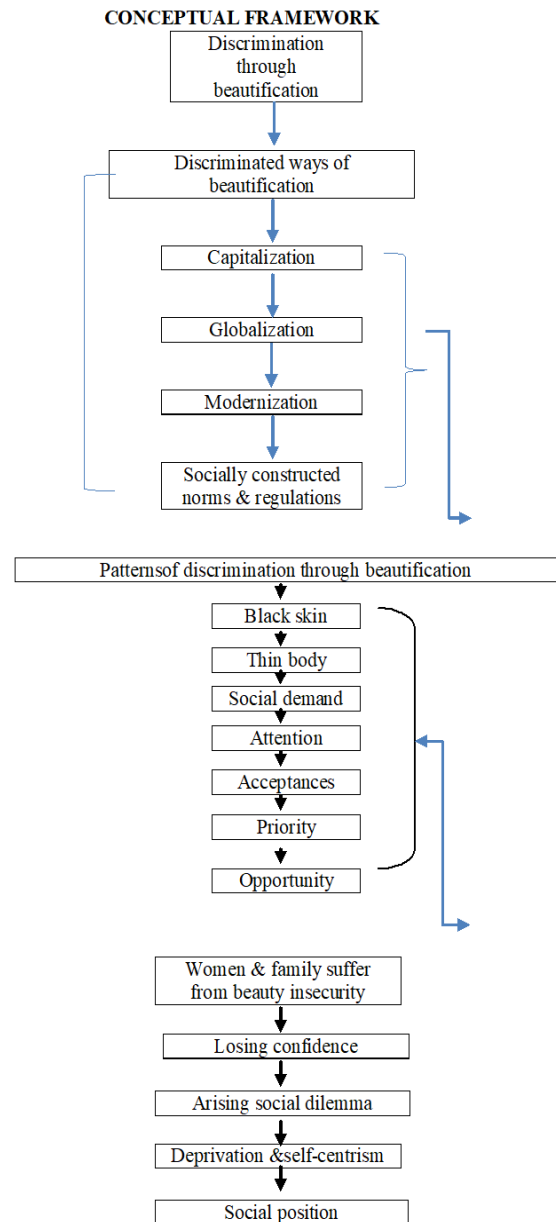 CONCEPTUAL FRAMEWORK
Discrimination
through
beautification
Discriminated ways of
beautification
Capitalization
Globalization
Modernization
Socially constructed
norms & regulations
Patternsof discrimination through beautification
Black skin
Thin body
Social demand
Attention
Acceptances
Priority
Opportunity
Women & family suffer
from beauty insecurity
Losing confidence
Arising social dilemma
Deprivation &self-centrism
Social position